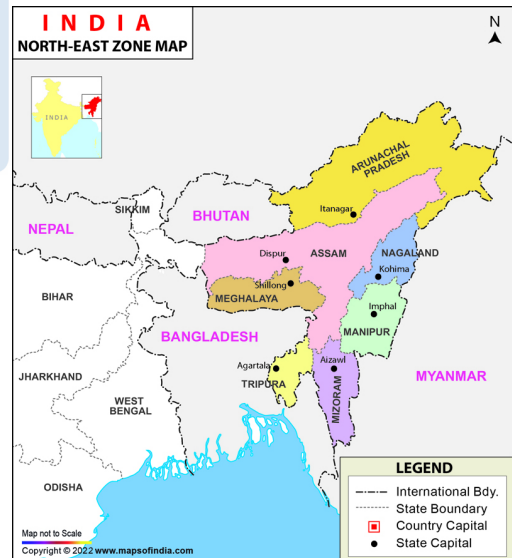 INDIA
NORTH-EAST ZONE MAP
N
INDIA
ARUNACHAL
PRADESH
Itanagar
SIKKIM
BHUTAN
NEPAL
Dispur
ASSAM
NAGALAND
Kohima
Shillong
MEGHALAYA
BIHAR
Imphal
MANIPUR
BANGLADESH
Agartala
TRIPURA
Aizawl
MIZORAM
MYANMAR
JHARKHAND
WEST
BENGAL
ODISHA
LEGEND
International Bdy.
State Boundary
Country Capital
State Capital
Map not to Scale
Copyright © 2022 www.mapsofindia.com